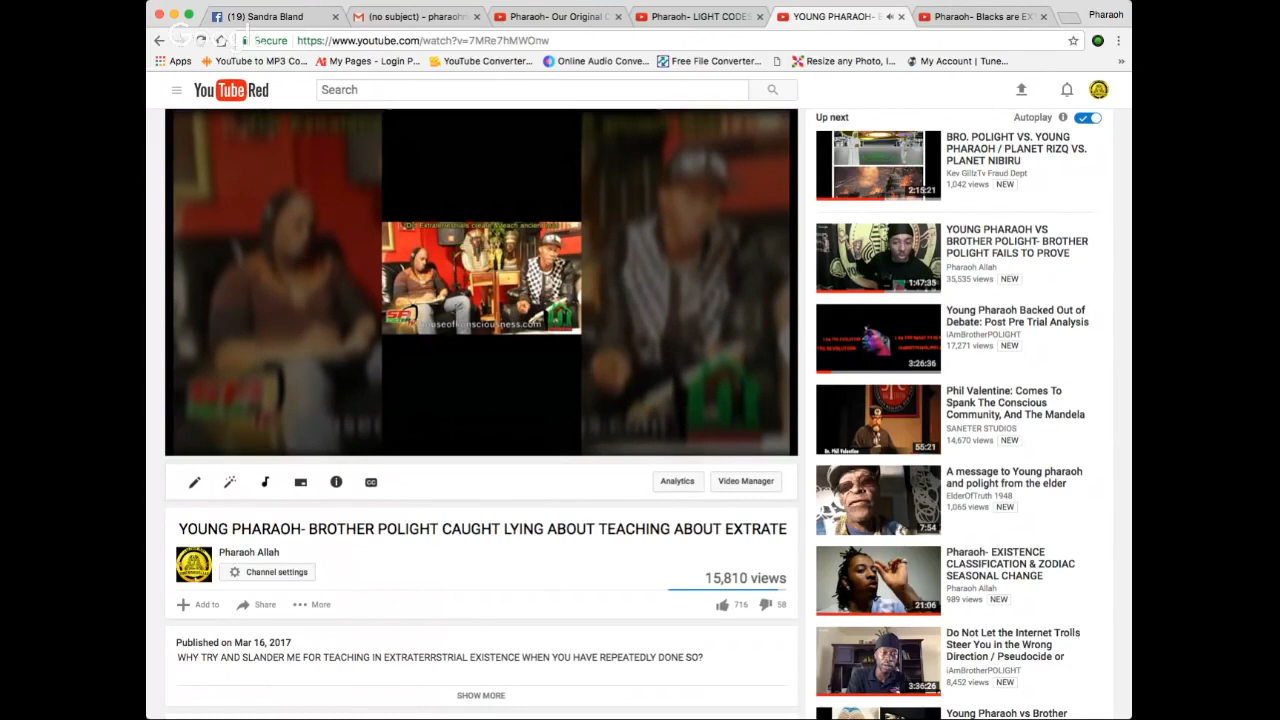 (19) Sandra Bland
(no subject) - pharaohn
Pharaoh- Our Original C
Pharaoh- LIGHT CODES
YOUNG PHARAOH- B
Pharaoh- Blacks are EX
Pharaoh
Secure https://www.youtube.com/watch?v=7MRe7hMWOnw
Apps YouTube to MP3 Co... My Pages - Login P... YouTube Converter... Online Audio Conve... Free File Converter... Resize any Photo, I... My Account | Tune... »
YouTube Red
Search
houseofkonsciousness.com
Analytics
Video Manager
YOUNG PHARAOH- BROTHER POLIGHT CAUGHT LYING ABOUT TEACHING ABOUT EXTRATE
Pharaoh Allah
Channel settings
15,810 views
Add to Share More
716 58
Published on Mar 16, 2017
WHY TRY AND SLANDER ME FOR TEACHING IN EXTRATERRSTRIAL EXISTENCE WHEN YOU HAVE REPEATEDLY DONE SO?
SHOW MORE
Up next
Autoplay
2:15:21
BRO. POLIGHT VS. YOUNG
PHARAOH / PLANET RIZQ VS.
PLANET NIBIRU
Kev GillzTv Fraud Dept
1,042 views NEW
1:47:35
YOUNG PHARAOH VS
BROTHER POLIGHT- BROTHER
POLIGHT FAILS TO PROVE
Pharaoh Allah
35,535 views NEW
3:26:36
Young Pharaoh Backed Out of
Debate: Post Pre Trial Analysis
iAmBrotherPOLIGHT
17,271 views NEW
Dr. Phil Valentine
55:21
Phil Valentine: Comes To
Spank The Conscious
Community, And The Mandela
SANETER STUDIOS
14,670 views NEW
7:54
A message to Young pharaoh
and polight from the elder
ElderOfTruth 1948
1,065 views NEW
21:06
Pharaoh- EXISTENCE
CLASSIFICATION & ZODIAC
SEASONAL CHANGE
Pharaoh Allah
989 views NEW
3:36:26
Do Not Let the Internet Trolls
Steer You in the Wrong
Direction / Pseudocide or
iAmBrotherPOLIGHT
8,452 views NEW
Young Pharaoh vs Brother